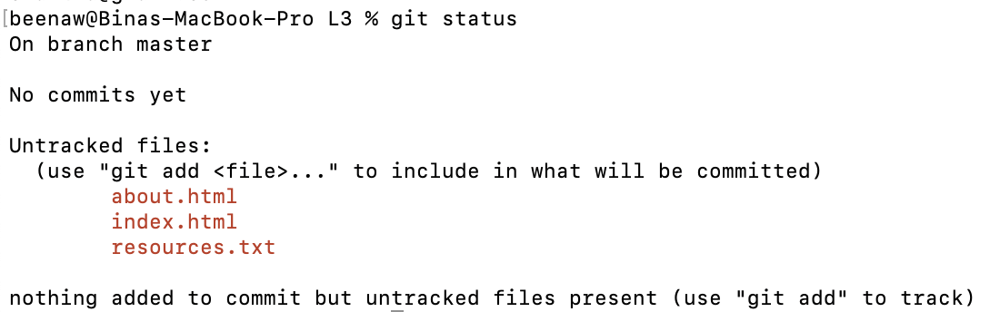 beenaw@Binas-MacBook-Pro L3 % git status
On branch master
No commits yet
Untracked files:
(use "git add <file>..." to include in what will be committed)
about.html
index.html
resources.txt
nothing added to commit but untracked files present (use "git add" to track)